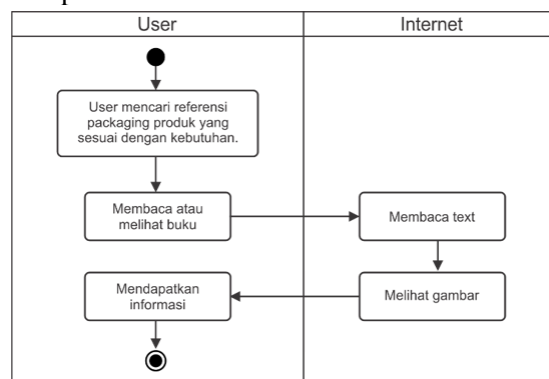 User
Internet
User mencari referensi
packaging produk yang
sesuai dengan kebutuhan.
Membaca atau
melihat buku
Membaca text
Mendapatkan
informasi
Melihat gambar